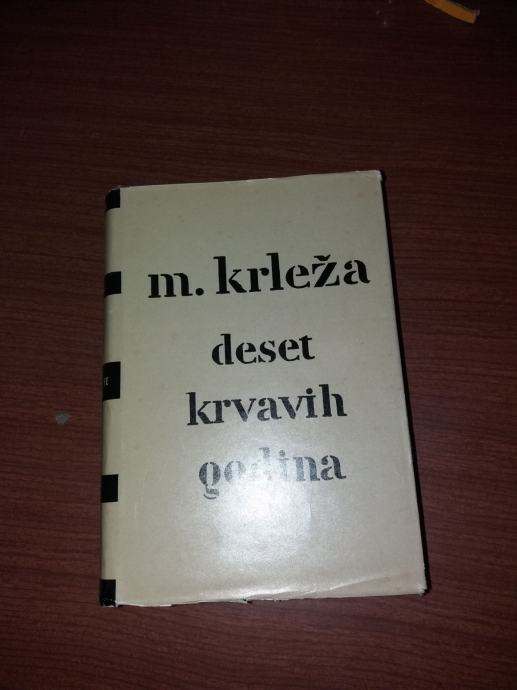 m. krleža
deset
krvavih
godina